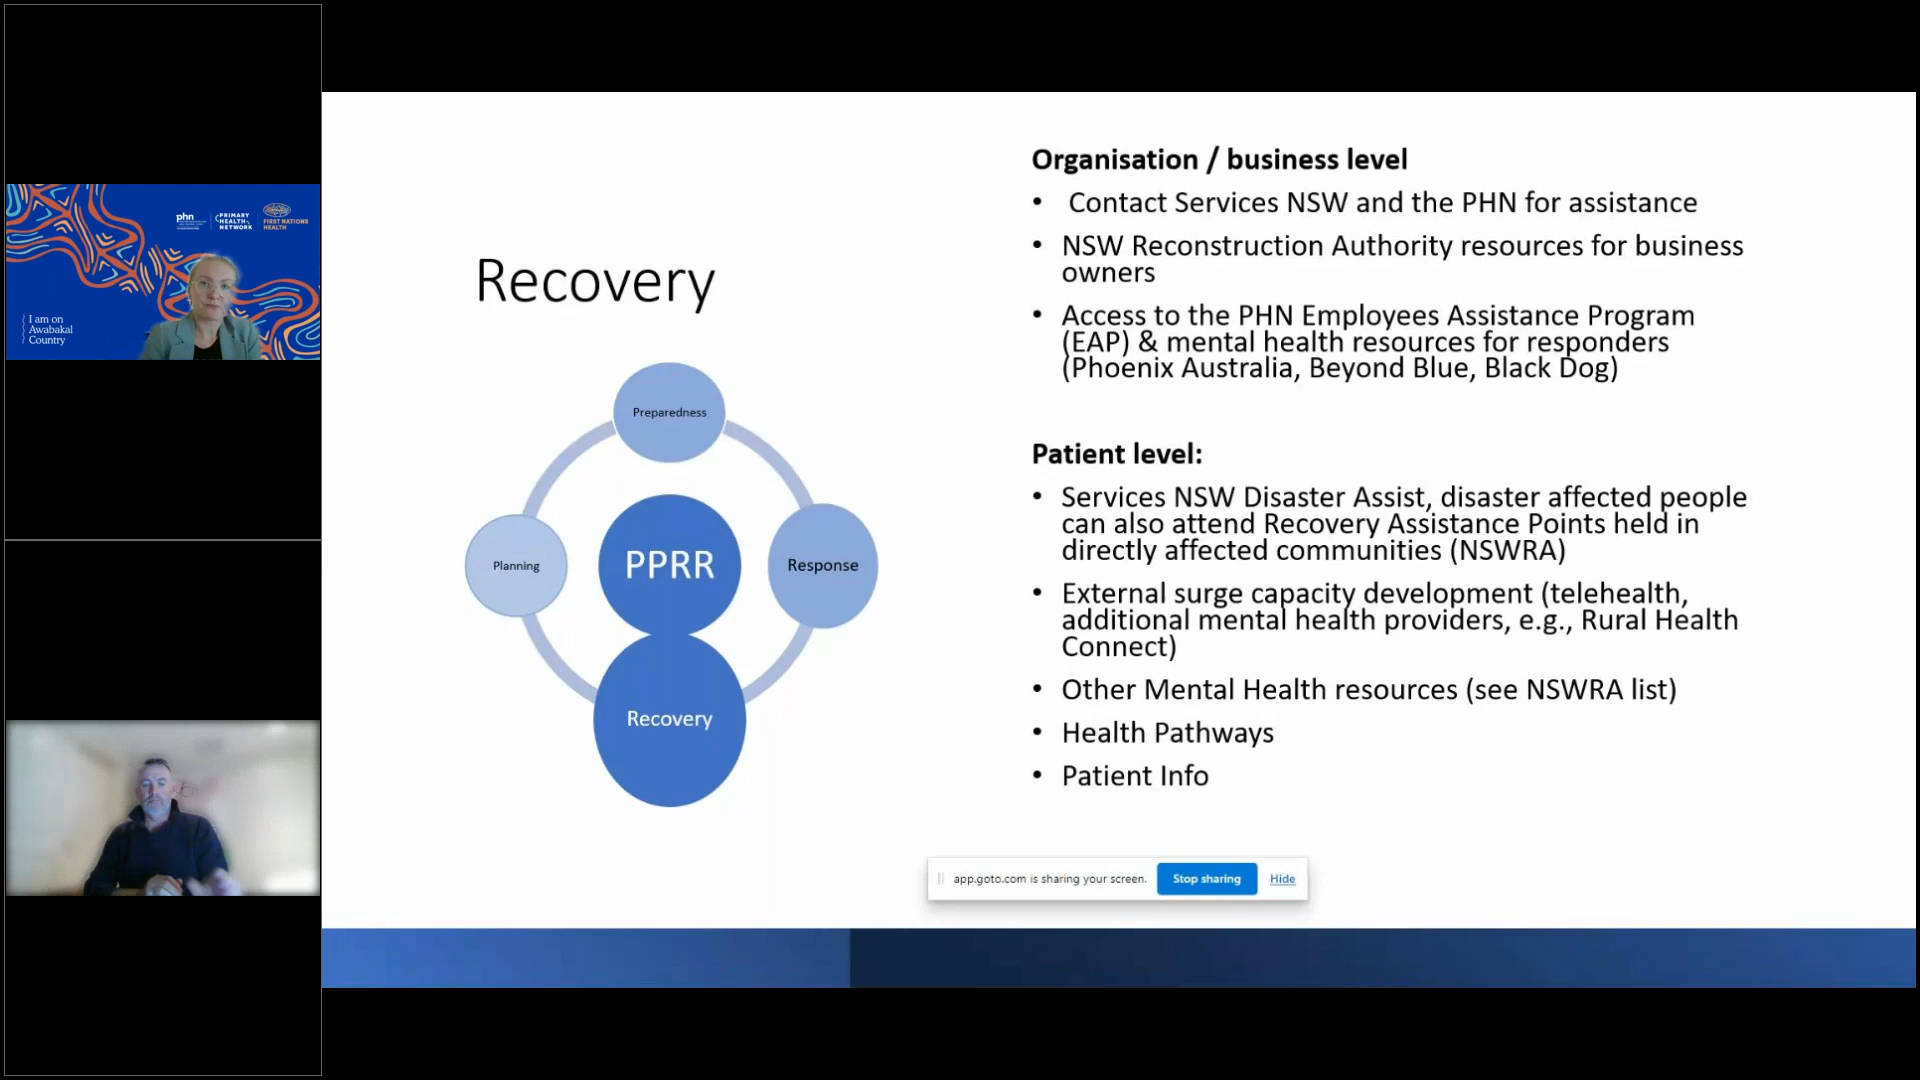 phn
PRIMARY
HEALTH
NETWORK
FIRST NATIONS
HEALTH
I am on
Awabakal
Country
Recovery
Preparedness
Planning
PPRR
Response
Recovery
Organisation / business level
• Contact Services NSW and the PHN for assistance
• NSW Reconstruction Authority resources for business
owners
• Access to the PHN Employees Assistance Program
(EAP) & mental health resources for responders
(Phoenix Australia, Beyond Blue, Black Dog)
Patient level:
• Services NSW Disaster Assist, disaster affected people
can also attend Recovery Assistance Points held in
directly affected communities (NSWRA)
• External surge capacity development (telehealth,
additional mental health providers, e.g., Rural Health
Connect)
• Other Mental Health resources (see NSWRA list)
• Health Pathways
• Patient Info
app.goto.com is sharing your screen.
Stop sharing
Hide